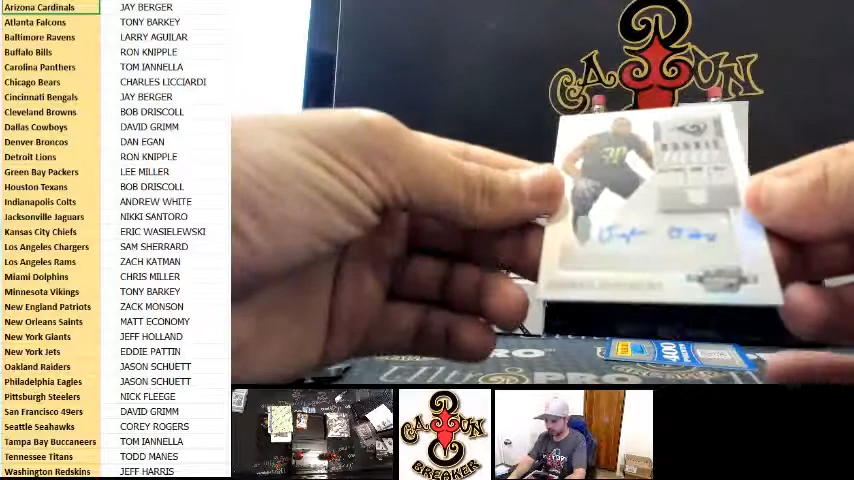 Arizona Cardinals JAY BERGER
Atlanta Falcons TONY BARKEY
Baltimore Ravens LARRY AGUILAR
Buffalo Bills RON KNIPPLE
Carolina Panthers TOM IANNELLA
Chicago Bears CHARLES LICCIARDI
Cincinnati Bengals JAY BERGER
Cleveland Browns BOB DRISCOLL
Dallas Cowboys DAVID GRIMM
Denver Broncos DAN EGAN
Detroit Lions RON KNIPPLE
Green Bay Packers LEE MILLER
Houston Texans BOB DRISCOLL
Indianapolis Colts ANDREW WHITE
Jacksonville Jaguars NIKKI SANTORO
Kansas City Chiefs ERIC WASIELEWSKI
Los Angeles Chargers SAM SHERRARD
Los Angeles Rams ZACH KATMAN
Miami Dolphins CHRIS MILLER
Minnesota Vikings TONY BARKEY
New England Patriots ZACK MONSON
New Orleans Saints MATT ECONOMY
New York Giants JEFF HOLLAND
New York Jets EDDIE PATTIN
Oakland Raiders JASON SCHUETT
Philadelphia Eagles JASON SCHUETT
Pittsburgh Steelers NICK FLEEGE
San Francisco 49ers DAVID GRIMM
Seattle Seahawks COREY ROGERS
Tampa Bay Buccaneers TOM IANNELLA
Tennessee Titans TODD MANES
Washington Redskins JEFF HARRIS
CAJUN
400
PRO
CAJUN
BREAKER